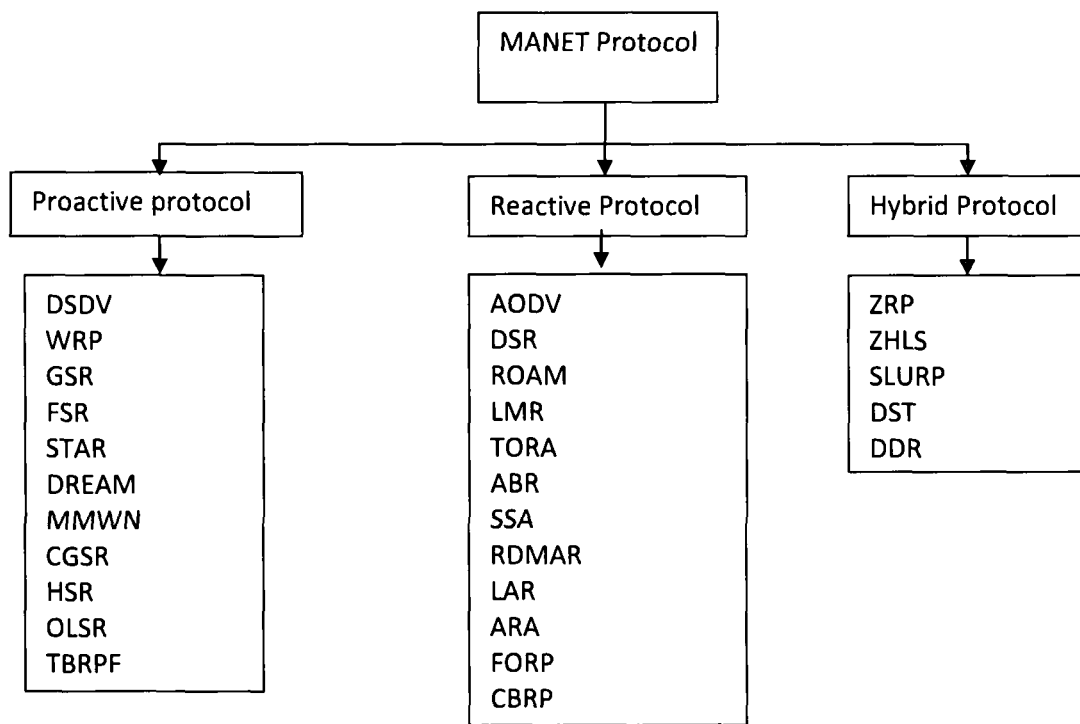 MANET Protocol
Proactive protocol
Reactive Protocol
Hybrid Protocol
DSDV
WRP
GSR
FSR
STAR
DREAM
MMWN
CGSR
HSR
OLSR
TBRPF
AODV
DSR
ROAM
LMR
TORA
ABR
SSA
RDMAR
LAR
ARA
FORP
CBRP
ZRP
ZHLS
SLURP
DST
DDR